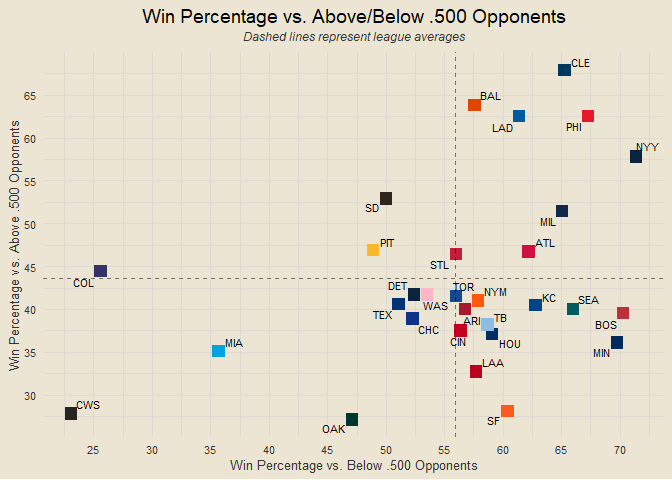 Win Percentage vs. Above/Below .500 Opponents
Dashed lines represent league averages
Win Percentage vs. Above .500 Opponents
65
60
55
50
45
40
35
30
CLE
BAL
LAD
PHI
NYY
SD
MIL
PIT
ATL
STL
COL
DET
TOR
NYM
KC
SEA
WAS
TEX
ARI
TB
BOS
CHC
CIN
HOU
MIA
MIN
LAA
CWS
SF
OAK
25
30
35
40
45
50
55
60
65
70
Win Percentage vs. Below .500 Opponents